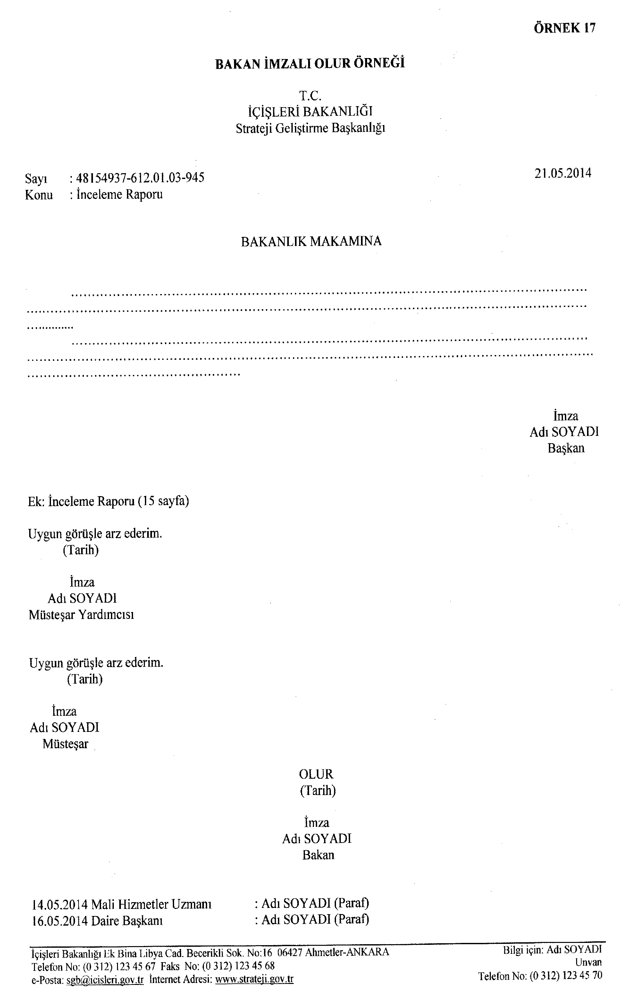 ÖRNEK 17
BAKAN İMZALI OLUR ÖRNEĞİ
T.C.
İÇİŞLERİ BAKANLIĞI
Strateji Geliştirme Başkanlığı
Sayı : 48154937-612.01.03-945 21.05.2014
Konu : İnceleme Raporu
BAKANLIK MAKAMINA
....................................................................................................
....................................................................................................
..............
....................................................................................................
....................................................................................................
..................................................
İmza
Adı SOYADI
Başkan
Ek: İnceleme Raporu (15 sayfa)
Uygun görüşle arz ederim.
(Tarih)
İmza
Adı SOYADI
Müsteşar Yardımcısı
Uygun görüşle arz ederim.
(Tarih)
İmza
Adı SOYADI
Müsteşar
OLUR
(Tarih)
İmza
Adı SOYADI
Bakan
14.05.2014 Mali Hizmetler Uzmanı : Adı SOYADI (Paraf)
16.05.2014 Daire Başkanı : Adı SOYADI (Paraf)
İçişleri Bakanlığı Ek Bina Libya Cad. Becerikli Sok. No:16 06427 Ahmetler-ANKARA
Telefon No: (0 312) 123 45 67 Faks No: (0 312) 123 45 68
e-Posta: sgb@icisleri.gov.tr İnternet Adresi: www.strateji.gov.tr
Bilgi için: Adı SOYADI
Unvan
Telefon No: (0 312) 123 45 70